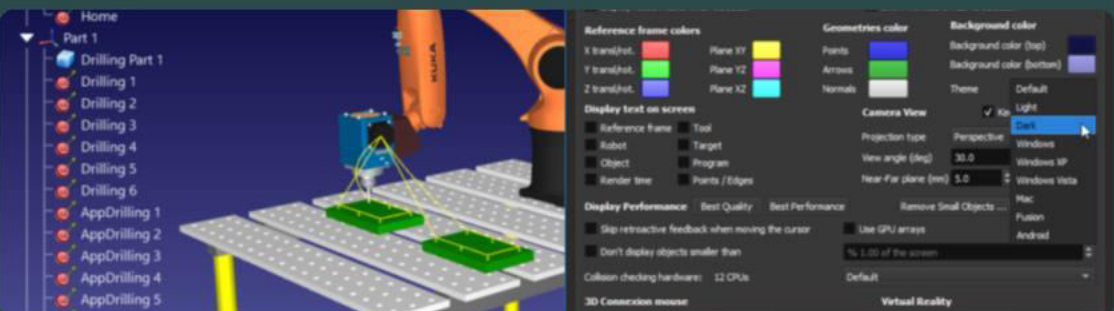 Home
Part 1
Drilling Part 1
Drilling 1
Drilling 2
Drilling 3
Drilling 4
Drilling 5
Drilling 6
AppDrilling 1
AppDrilling 2
AppDrilling 3
AppDrilling 4
AppDrilling 5
KUKA
Reference frame colors
X transl/rot.
Plane XY
Y transl/rot.
Plane YZ
Z transl/rot.
Plane XZ
Geometries color
Points
Arrows
Normals
Background color
Background color (top)
Background color (bottom)
Theme
Default
Light
Dark
Windows
Windows XP
Windows Vista
Mac
Fusion
Android
Display text on screen
Reference frame
Tool
Robot
Target
Object
Program
Render time
Points / Edges
Camera View
Projection type
Perspective
View angle (deg)
30.0
Near-Far plane (mm)
5.0
Display Performance
Best Quality
Best Performance
Remove Small Objects ...
Skip retroactive feedback when moving the cursor
Use GPU arrays
Don't display objects smaller than
% 1.00 of the screen
Collision checking hardware: 12 CPUs
Default
3D Connexion mouse
Virtual Reality